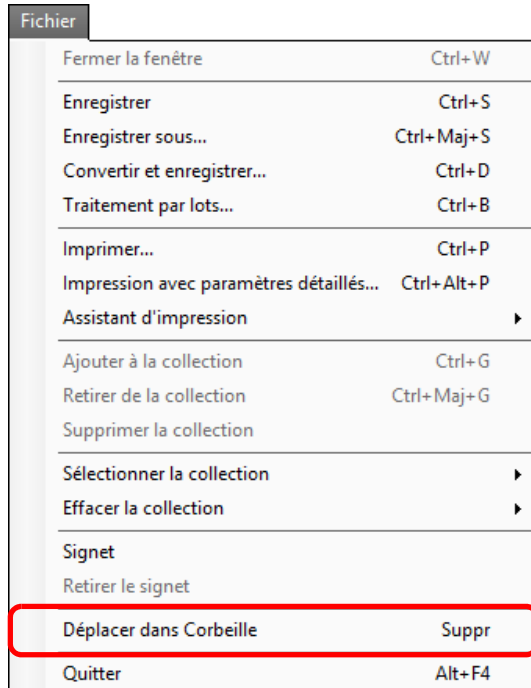 Fichier
Fermer la fenêtre Ctrl+W
Enregistrer Ctrl+S
Enregistrer sous... Ctrl+Maj+S
Convertir et enregistrer... Ctrl+D
Traitement par lots... Ctrl+B
Imprimer... Ctrl+P
Impression avec paramètres détaillés... Ctrl+Alt+P
Assistant d'impression
Ajouter à la collection Ctrl+G
Retirer de la collection Ctrl+Maj+G
Supprimer la collection
Sélectionner la collection
Effacer la collection
Signet
Retirer le signet
Déplacer dans Corbeille Suppr
Quitter Alt+F4